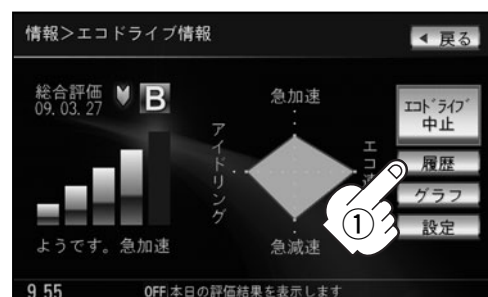 情報>エコドライブ情報
◀ 戻る
総合評価
09.03.27
B
急加速
アイドリング
エコ速
急減速
エコドライブ
中止
履歴
グラフ
設定
①
ようです。急加速
9 55
OFF:本日の評価結果を表示します